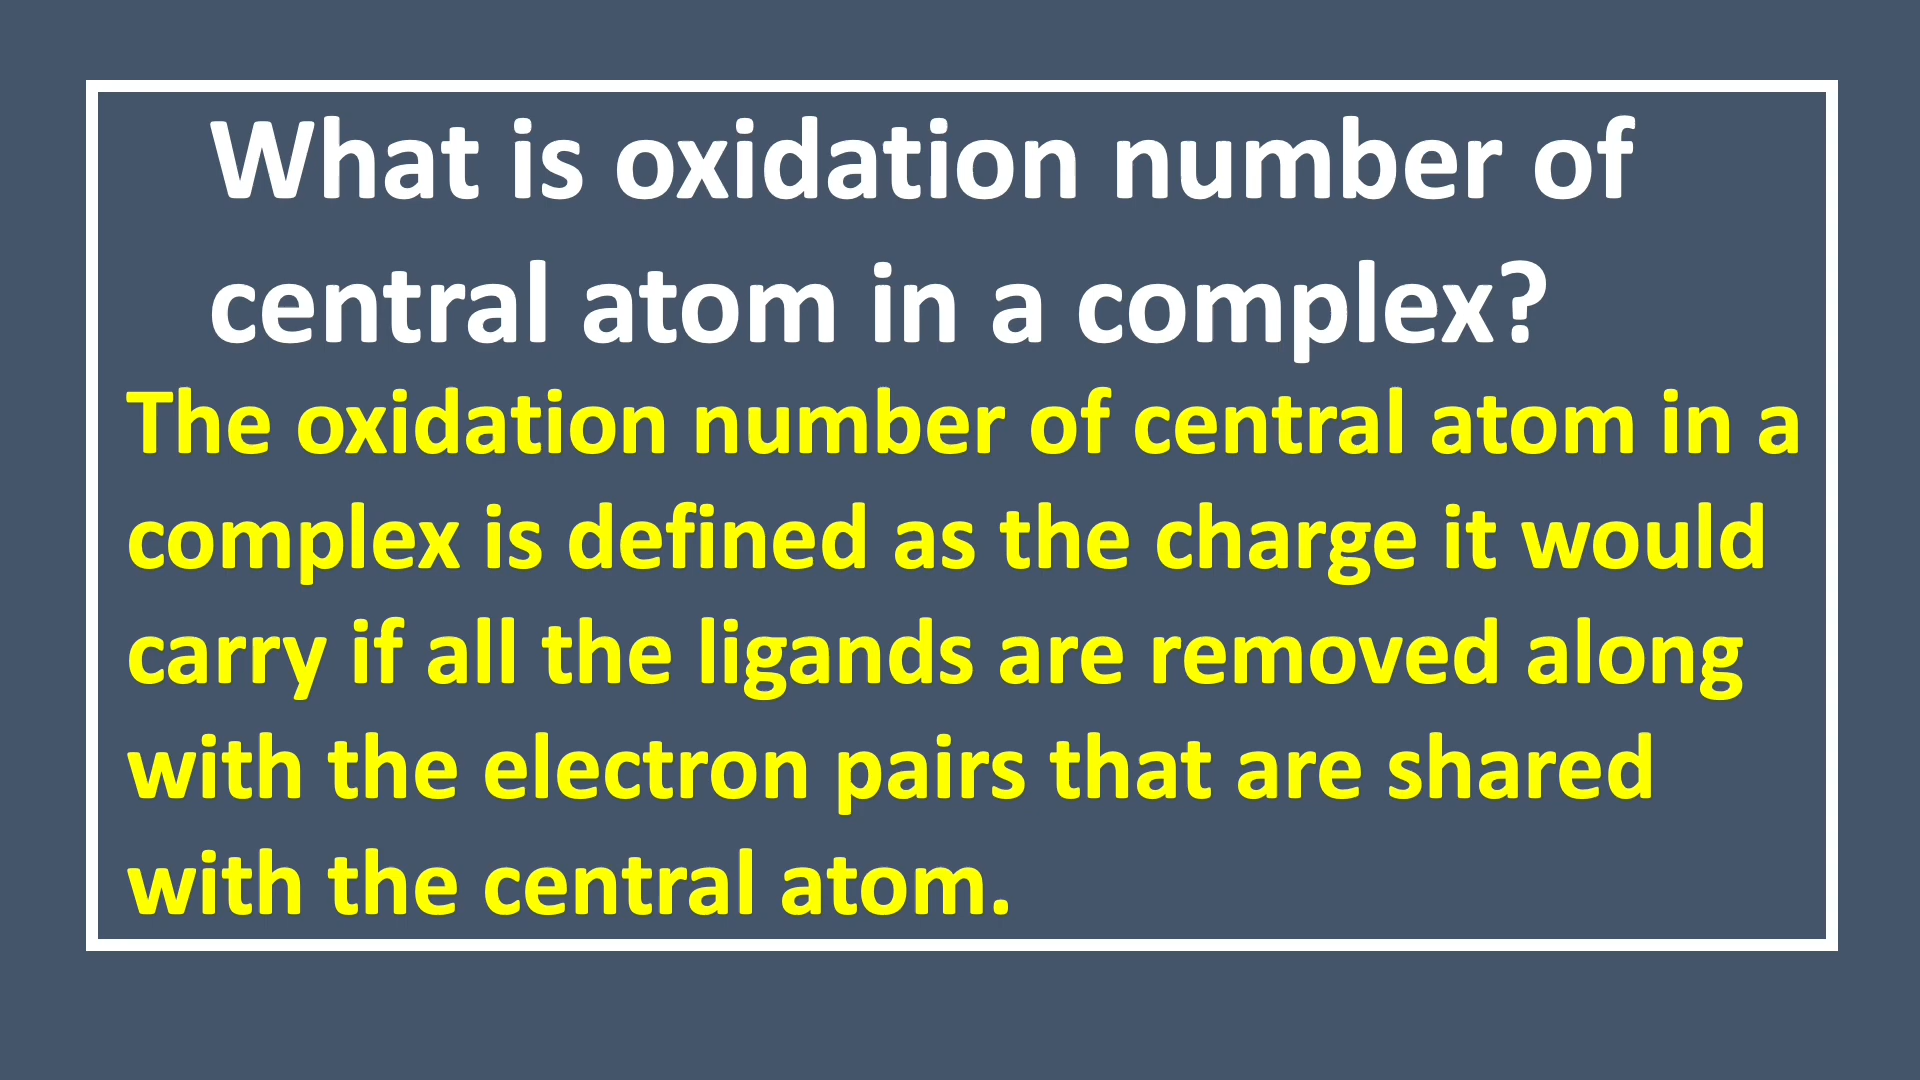 What is oxidation number of
central atom in a complex?
The oxidation number of central atom in a
complex is defined as the charge it would
carry if all the ligands are removed along
with the electron pairs that are shared
with the central atom.